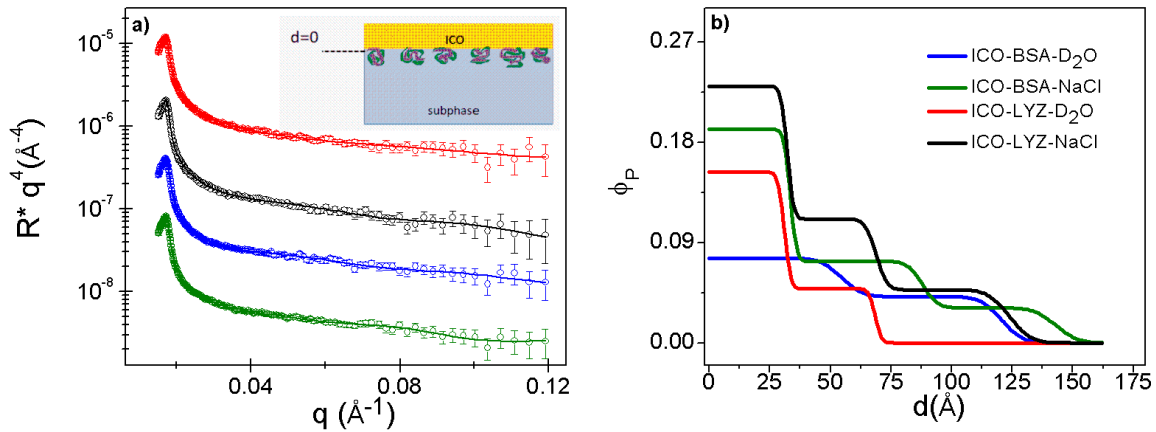 a)
R* q⁴(Å⁻⁴)
10⁻⁵
10⁻⁶
10⁻⁷
10⁻⁸
0.04
0.08
0.12
q (Å⁻¹)
d=0
ICO
subphase
b)
ϕP
0.27
0.18
0.09
0.00
0
25
50
75
100
125
150
175
d(Å)
ICO-BSA-D₂O
ICO-BSA-NaCl
ICO-LYZ-D₂O
ICO-LYZ-NaCl